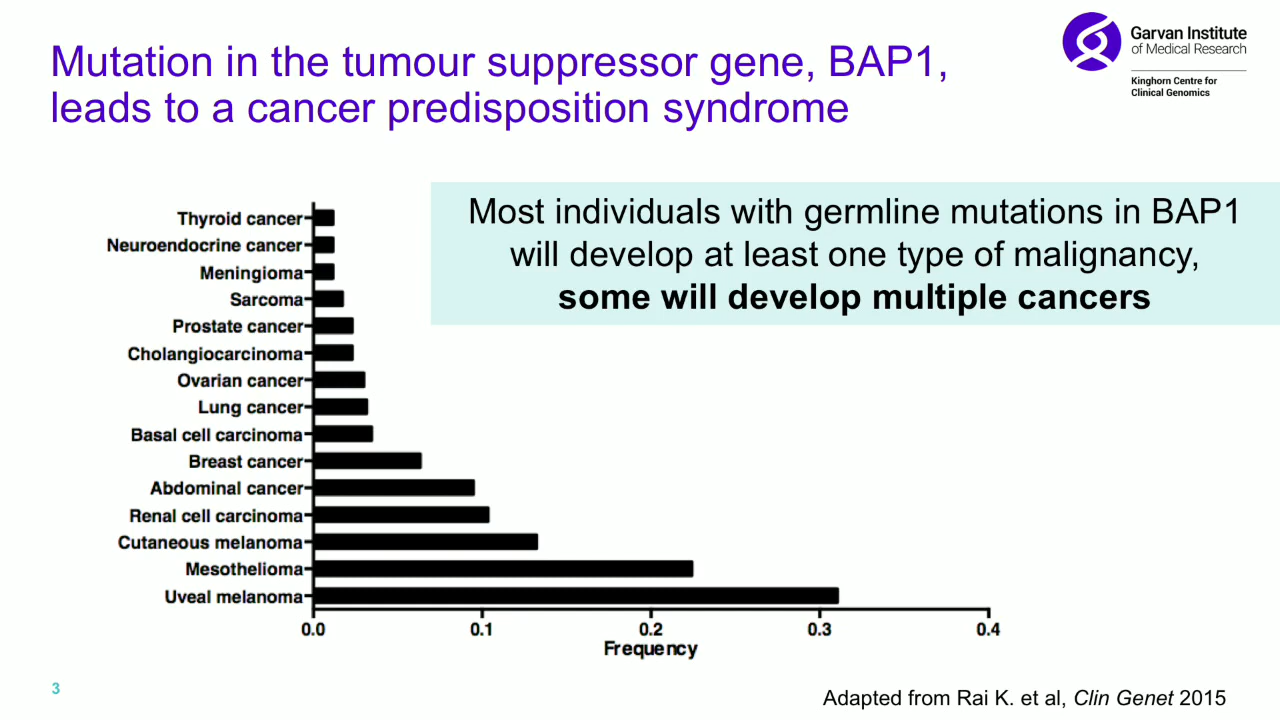 Mutation in the tumour suppressor gene, BAP1,
leads to a cancer predisposition syndrome
Garvan Institute
of Medical Research
Kinghorn Centre for
Clinical Genomics
Most individuals with germline mutations in BAP1
will develop at least one type of malignancy,
some will develop multiple cancers
Thyroid cancer
Neuroendocrine cancer
Meningioma
Sarcoma
Prostate cancer
Cholangiocarcinoma
Ovarian cancer
Lung cancer
Basal cell carcinoma
Breast cancer
Abdominal cancer
Renal cell carcinoma
Cutaneous melanoma
Mesothelioma
Uveal melanoma
0.0 0.1 0.2 0.3 0.4
Frequency
3
Adapted from Rai K. et al, Clin Genet 2015